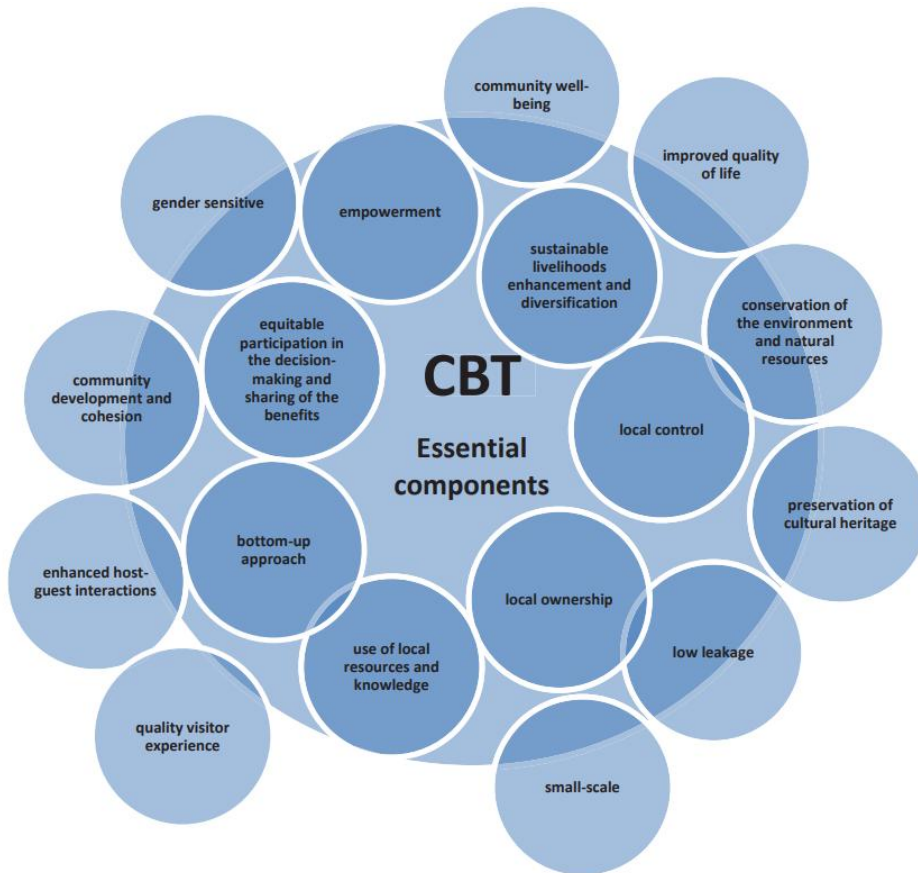 community well-
being
improved quality
of life
gender sensitive
empowerment
sustainable
livelihoods
enhancement and
diversification
conservation of
the environment
and natural
resources
equitable
participation in
the decision-
making and
sharing of the
benefits
community
development and
cohesion
CBT
Essential
components
local control
preservation of
cultural heritage
bottom-up
approach
enhanced host-
guest interactions
local ownership
low leakage
use of local
resources and
knowledge
quality visitor
experience
small-scale